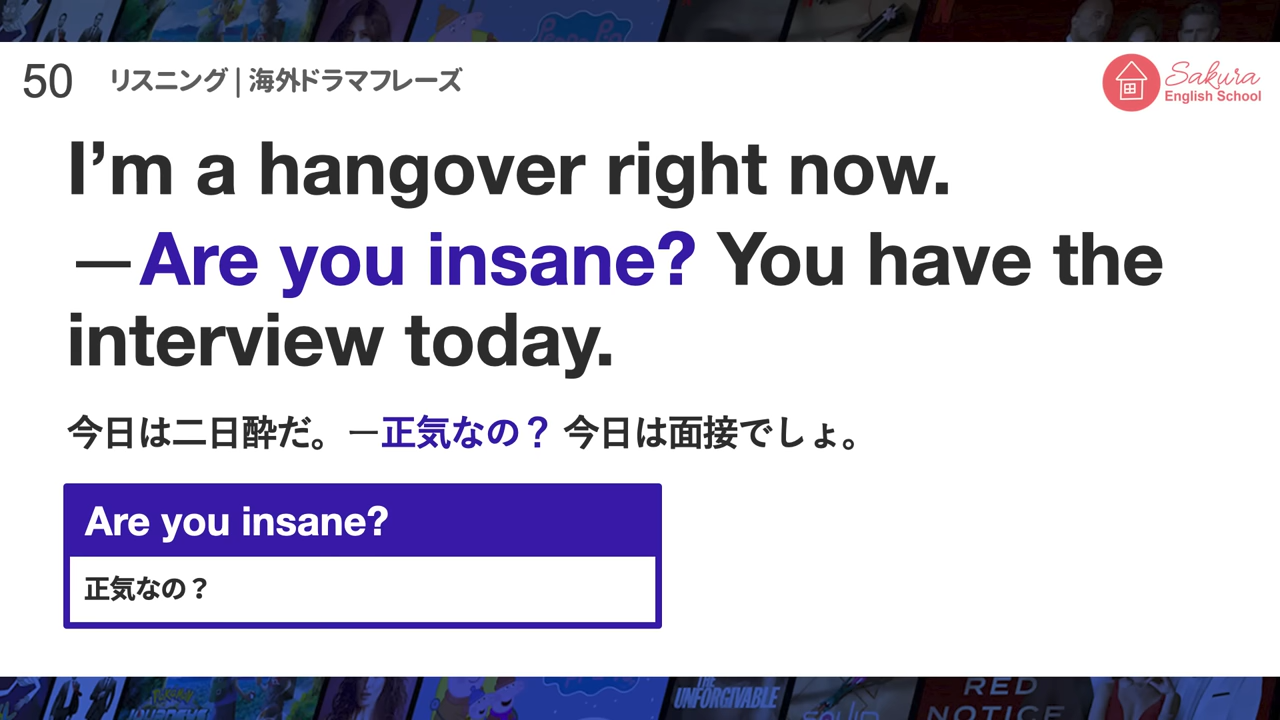 50 リスニング | 海外ドラマフレーズ
Sakura
English School
I’m a hangover right now.
—Are you insane? You have the
interview today.
今日は二日酔だ。—正気なの？ 今日は面接でしょ。
Are you insane?
正気なの？
THE
UNFORGIVABLE
RED
NOTICE